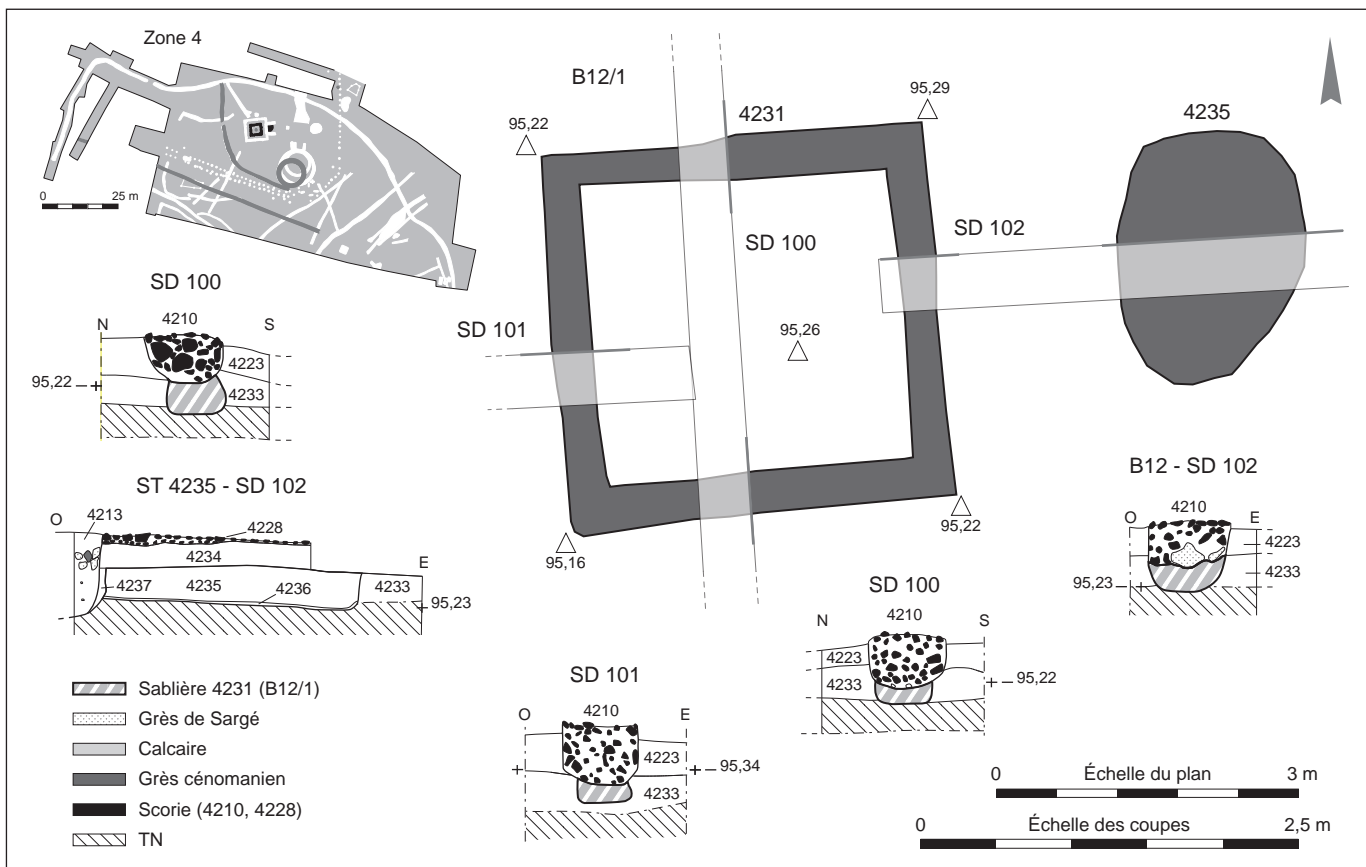 Zone 4
0 25 m
B12/1
4231
95,22
95,29
4235
SD 100
SD 102
SD 101
95,26
95,16
95,22
SD 100
4210
N S
4223
95,22
4233
ST 4235 - SD 102
O
4213
4228
4234
4237 4235 4236 4233
E
95,23
B12 - SD 102
4210
O E
4223
4233
95,23
SD 100
4210
N S
4223
4233
95,22
SD 101
4210
O E
4223
95,34
4233
Sablière 4231 (B12/1)
Grès de Sargé
Calcaire
Grès cénomanien
Scorie (4210, 4228)
TN
0 Échelle du plan 3 m
0 Échelle des coupes 2,5 m